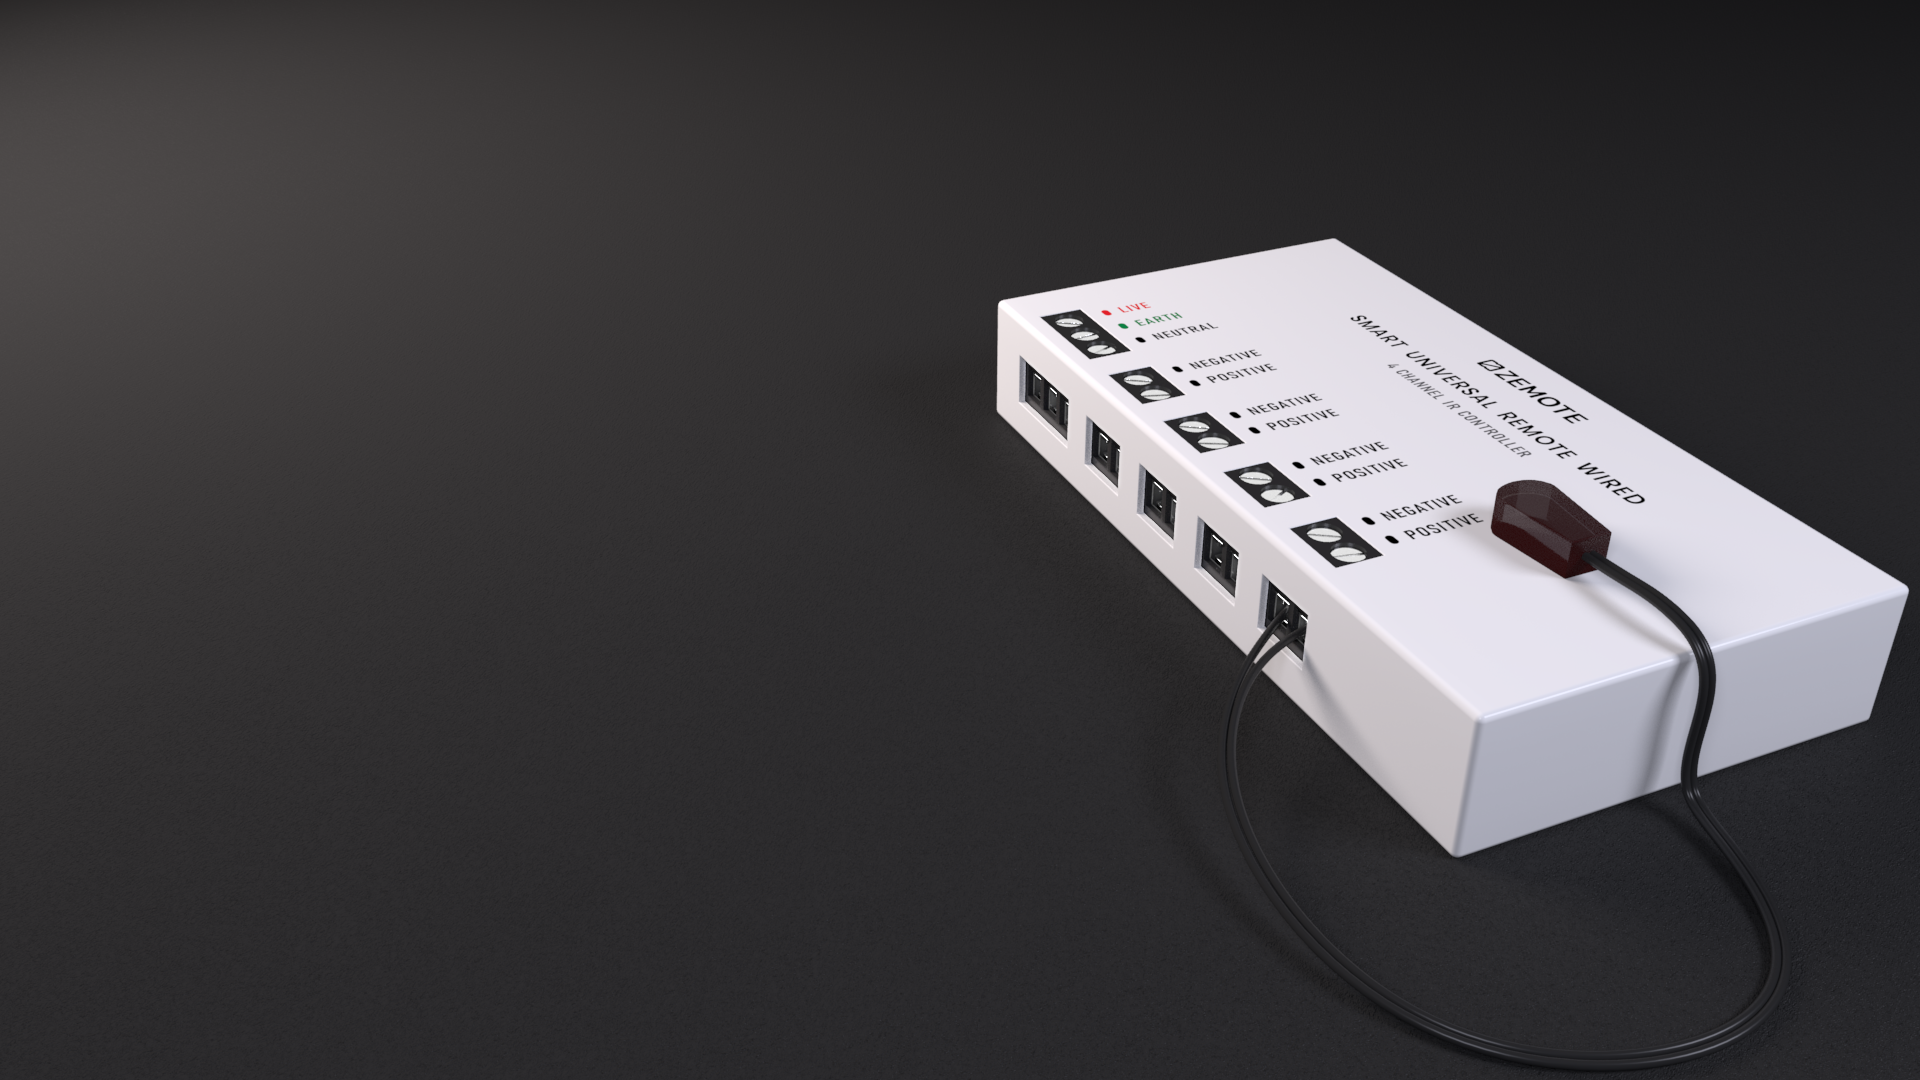 LIVE
EARTH
NEUTRAL
NEGATIVE
POSITIVE
NEGATIVE
POSITIVE
NEGATIVE
POSITIVE
NEGATIVE
POSITIVE
ZEMOTE
SMART UNIVERSAL REMOTE WIRED
4 CHANNEL IR CONTROLLER